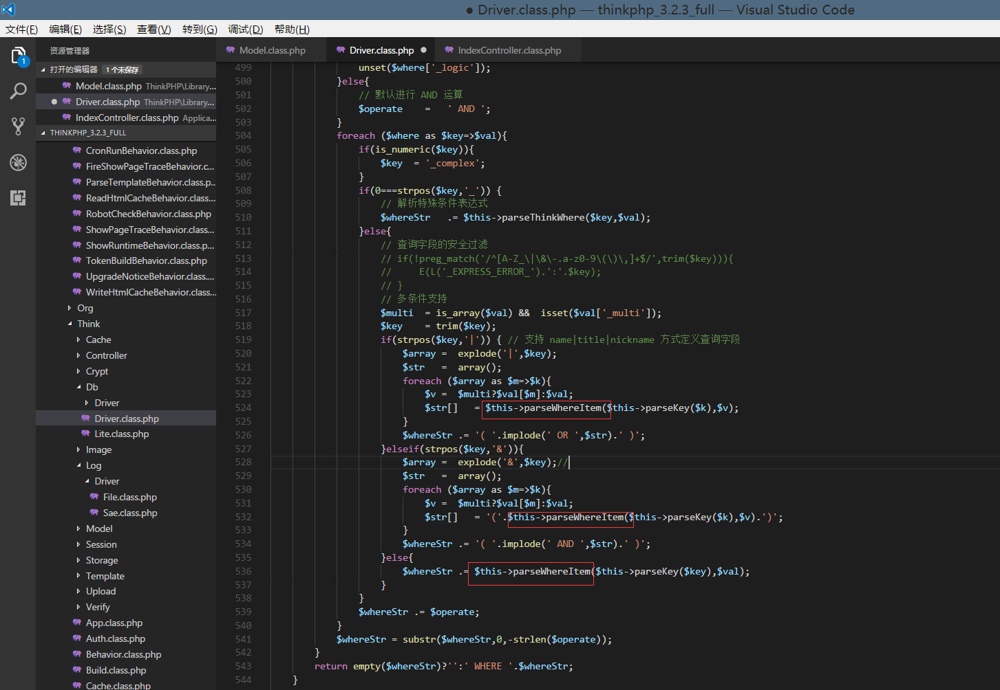 ● Driver.class.php — thinkphp_3.2.3_full — Visual Studio Code
文件(F) 编辑(E) 选择(S) 查看(V) 转到(G) 调试(D) 帮助(H)
资源管理器
打开的编辑器 1 个未保存
Model.class.php ThinkPHP\Library...
Driver.class.php ThinkPHP\Library...
IndexController.class.php Applica...
THINKPHP_3.2.3_FULL
CronRunBehavior.class.php
FireShowPageTraceBehavior.c...
ParseTemplateBehavior.class.p...
ReadHtmlCacheBehavior.class...
RobotCheckBehavior.class.php
ShowPageTraceBehavior.class...
ShowRuntimeBehavior.class.p...
TokenBuildBehavior.class.php
UpgradeNoticeBehavior.class....
WriteHtmlCacheBehavior.class...
Org
Think
Cache
Controller
Crypt
Db
Driver
Driver.class.php
Lite.class.php
Image
Log
Driver
File.class.php
Sae.class.php
Model
Session
Storage
Template
Upload
Verify
App.class.php
Auth.class.php
Behavior.class.php
Build.class.php
Cache.class.php
1
Model.class.php Driver.class.php ● IndexController.class.php
499 unset($where['_logic']);
500 }else{
501 // 默认进行 AND 运算
502 $operate    =   ' AND ';
503 }
504 foreach ($where as $key=>$val){
505 if(is_numeric($key)){
506 $key  = '_complex';
507 }
508 if(0===strpos($key,'_')) {
509 // 解析特殊条件表达式
510 $whereStr   .= $this->parseThinkWhere($key,$val);
511 }else{
512 // 查询字段的安全过滤
513 // if(!preg_match('/^[A-Z_\|\&\-.a-z0-9\(\)\,]+$/',trim($key))){
514 //     E(L('_EXPRESS_ERROR_').':'.$key);
515 // }
516 // 多条件支持
517 $multi  = is_array($val) &&  isset($val['_multi']);
518 $key    = trim($key);
519 if(strpos($key,'|')) { // 支持 name|title|nickname 方式定义查询字段
520 $array =  explode('|',$key);
521 $str   =  array();
522 foreach ($array as $m=>$k){
523 $v =  $multi?$val[$m]:$val;
524 $str[]   = $this->parseWhereItem($this->parseKey($k),$v);
525 }
526 $whereStr .= '( '.implode(' OR ',$str).' )';
527 }elseif(strpos($key,'&')){
528 $array =  explode('&',$key);//
529 $str   =  array();
530 foreach ($array as $m=>$k){
531 $v =  $multi?$val[$m]:$val;
532 $str[]   = '('.$this->parseWhereItem($this->parseKey($k),$v).')';
533 }
534 $whereStr .= '( '.implode(' AND ',$str).' )';
535 }else{
536 $whereStr .= $this->parseWhereItem($this->parseKey($key),$val);
537 }
538 }
539 $whereStr .= $operate;
540 }
541 $whereStr = substr($whereStr,0,-strlen($operate));
542 }
543 return empty($whereStr)?'':' WHERE '.$whereStr;
544 }